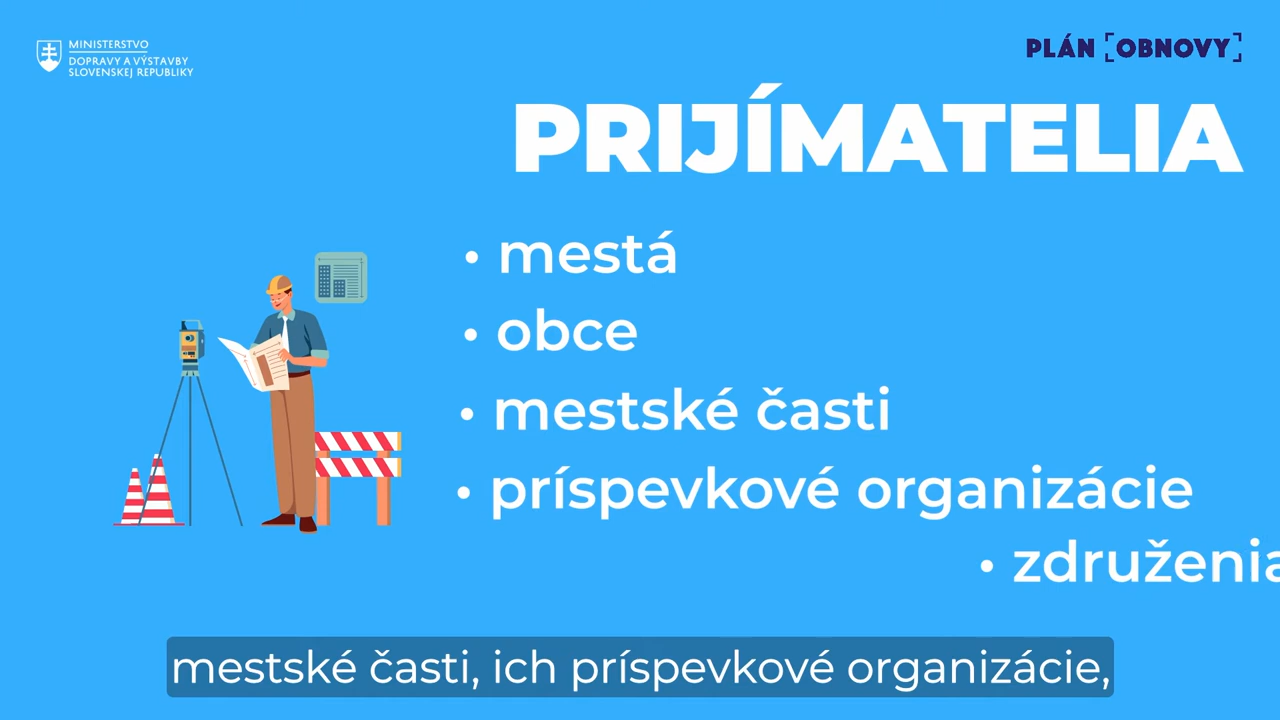 MINISTERSTVO
DOPRAVY A VÝSTAVBY
SLOVENSKEJ REPUBLIKY
PLÁN [OBNOVY]
PRIJÍMATELIA
• mestá
• obce
• mestské časti
• príspevkové organizácie
• združenia
mestské časti, ich príspevkové organizácie,